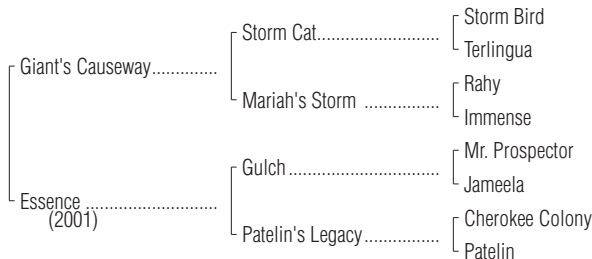 Storm Bird
Storm Cat..................
Terlingua
Giant's Causeway..............
Rahy
Mariah's Storm ................
Immense
Mr. Prospector
Gulch................................
Jameela
Essence ............................
(2001)
Cherokee Colony
Patelin's Legacy................
Patelin